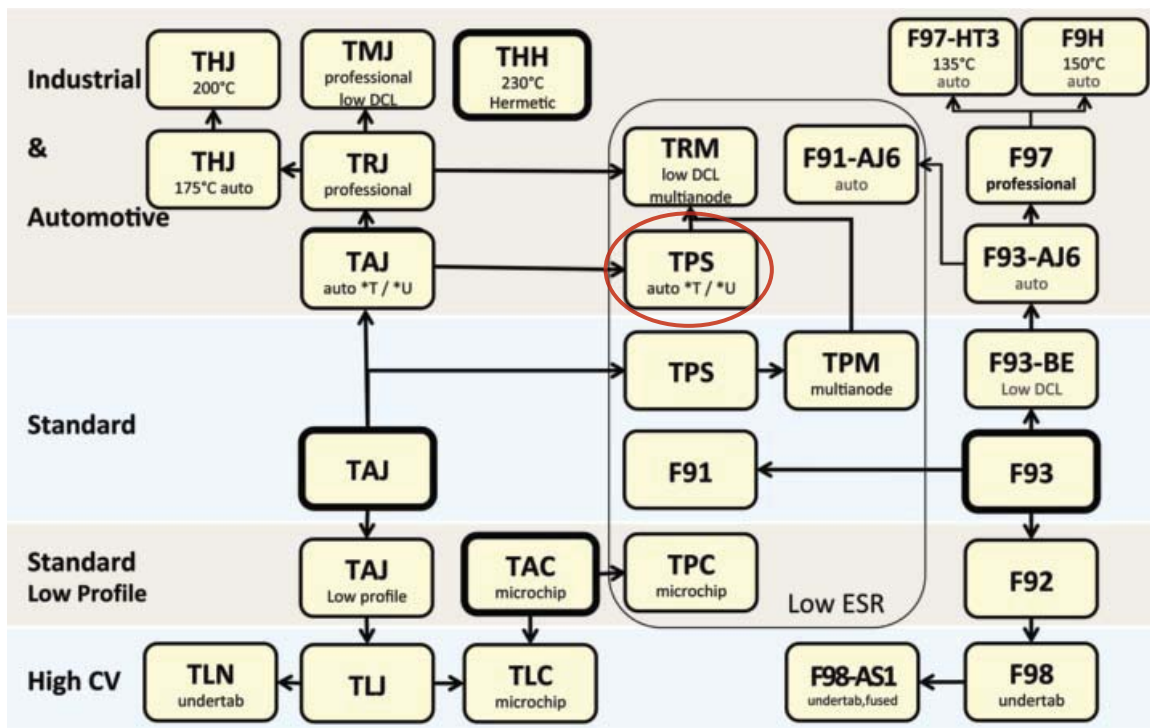 Industrial
&
Automotive
THJ
200°C
TMJ
professional
low DCL
THH
230°C
Hermetic
F97-HT3
135°C
auto
F9H
150°C
auto
THJ
175°C auto
TRJ
professional
TRM
low DCL
multianode
F91-AJ6
auto
F97
professional
TAJ
auto *T / *U
TPS
auto *T / *U
F93-AJ6
auto
Standard
TPS
TPM
multianode
F93-BE
Low DCL
TAJ
F91
F93
Standard
Low Profile
TAJ
Low profile
TAC
microchip
TPC
microchip
Low ESR
F92
High CV
TLN
undertab
TLJ
TLC
microchip
F98-AS1
undertab,fused
F98
undertab